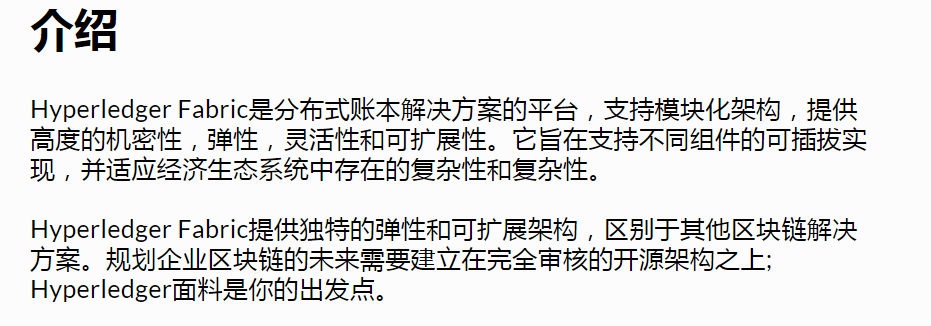 介绍
Hyperledger Fabric是分布式账本解决方案的平台，支持模块化架构，提供
高度的机密性，弹性，灵活性和可扩展性。它旨在支持不同组件的可插拔实
现，并适应经济生态系统中存在的复杂性和复杂性。
Hyperledger Fabric提供独特的弹性和可扩展架构，区别于其他区块链解决
方案。规划企业区块链的未来需要建立在完全审核的开源架构之上;
Hyperledger面料是你的出发点。